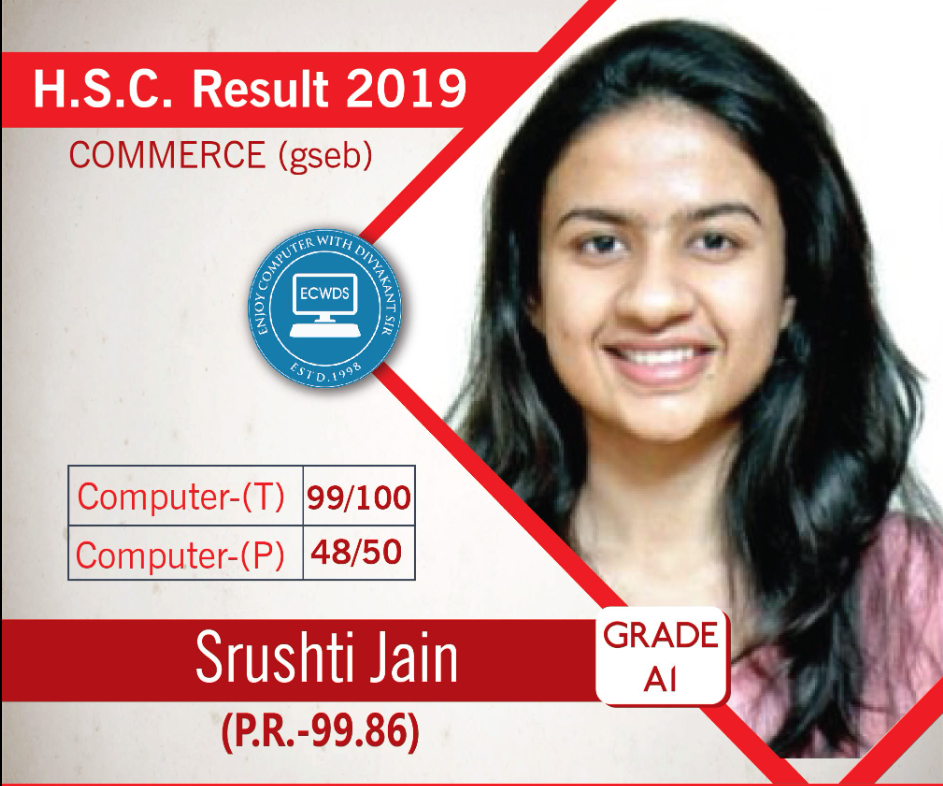 H.S.C. Result 2019
COMMERCE (gseb)
ENJOY COMPUTER WITH DIVYAKANT SIR
ECWDS
ESTD.1998
Computer-(T) 99/100
Computer-(P) 48/50
Srushti Jain
GRADE
A1
(P.R.-99.86)